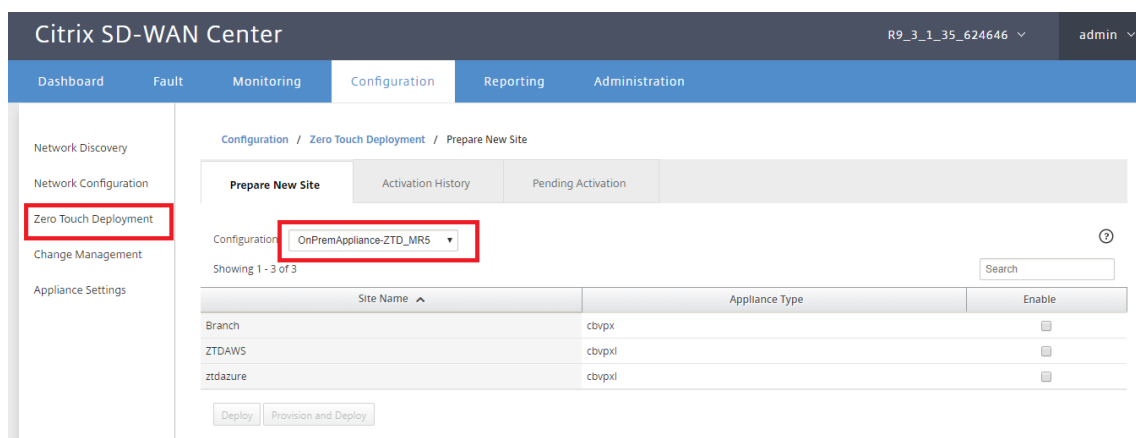 Citrix SD-WAN Center
R9_3_1_35_624646 admin
Dashboard Fault Monitoring Configuration Reporting Administration
Network Discovery
Network Configuration
Zero Touch Deployment
Change Management
Appliance Settings
Configuration / Zero Touch Deployment / Prepare New Site
Prepare New Site Activation History Pending Activation
Configuration OnPremAppliance-ZTD_MR5
Showing 1 - 3 of 3
Search
Site Name Appliance Type Enable
Branch cbvpx
ZTDAWS cbvpxl
ztdazure cbvpxl
Deploy Provision and Deploy